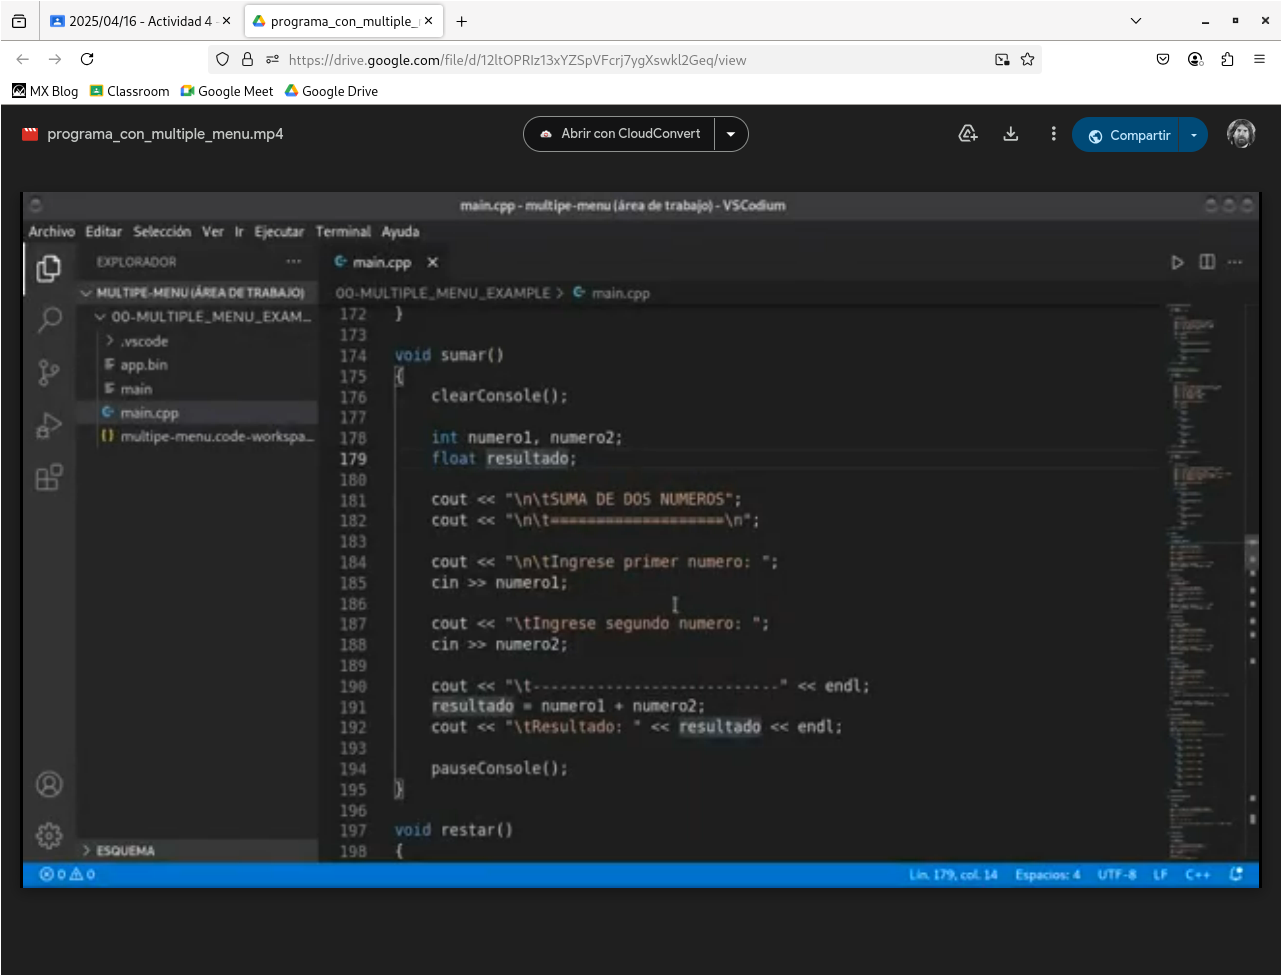 2025/04/16 - Actividad 4 -
programa_con_multiple_
https://drive.google.com/file/d/12ltOPRIz13xYZSpVFcrj7ygXswkl2Geq/view
MX Blog Classroom Google Meet Google Drive
programa_con_multiple_menu.mp4
Abrir con CloudConvert
Compartir
main.cpp - multipe-menu (área de trabajo) - VSCodium
Archivo Editar Selección Ver Ir Ejecutar Terminal Ayuda
EXPLORADOR
main.cpp
MULTIPE-MENU (ÁREA DE TRABAJO)
00-MULTIPLE_MENU_EXAMPLE > main.cpp
00-MULTIPLE_MENU_EXAM...
.vscode
app.bin
main
main.cpp
multipe-menu.code-workspa...
172 }
173
174 void sumar()
175 {
176 clearConsole();
177
178 int numero1, numero2;
179 float resultado;
180
181 cout << "\n\tSUMA DE DOS NUMEROS";
182 cout << "\n\t===================\n";
183
184 cout << "\n\tIngrese primer numero: ";
185 cin >> numero1;
186
187 cout << "\tIngrese segundo numero: ";
188 cin >> numero2;
189
190 cout << "\t---------------------------" << endl;
191 resultado = numero1 + numero2;
192 cout << "\tResultado: " << resultado << endl;
193
194 pauseConsole();
195 }
196
197 void restar()
198 {
ESQUEMA
0 0
Lín. 179, col. 14 Espacios: 4 UTF-8 LF C++